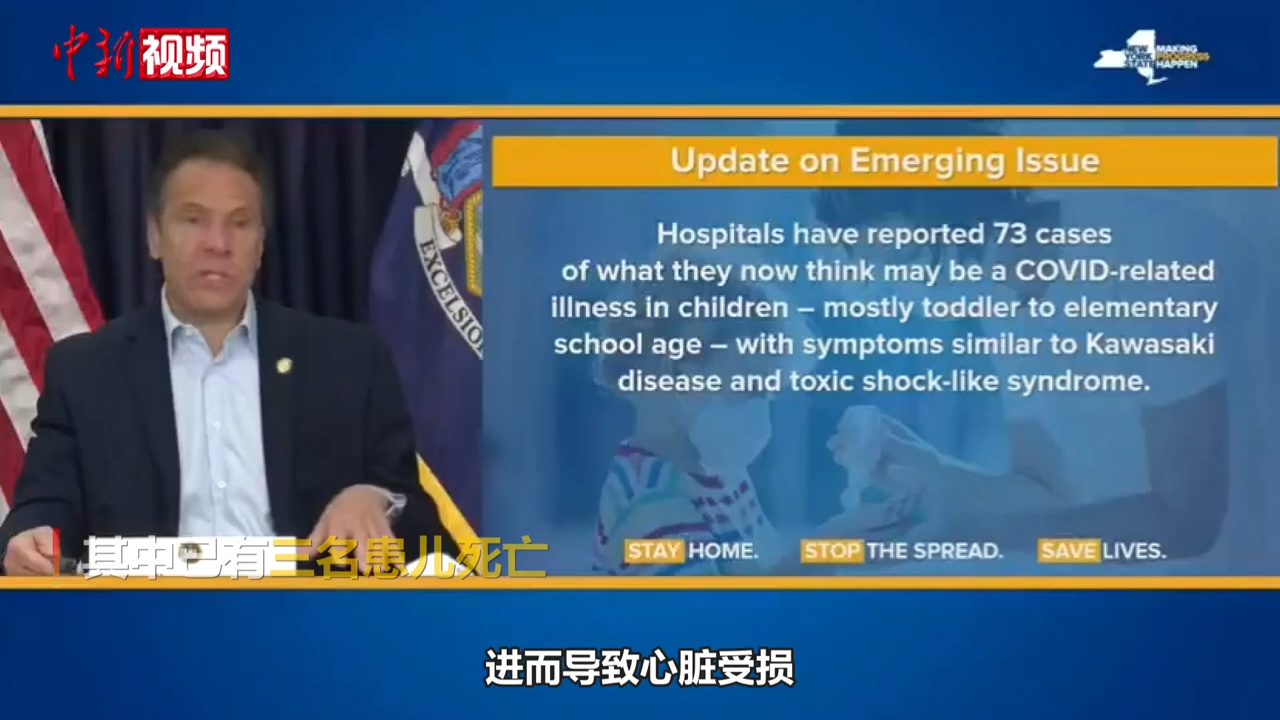 中新视频
NEW YORK STATE
MAKING PROGRESS HAPPEN
Update on Emerging Issue
Hospitals have reported 73 cases
of what they now think may be a COVID-related
illness in children – mostly toddler to elementary
school age – with symptoms similar to Kawasaki
disease and toxic shock-like syndrome.
EXCELSIOR
STAY HOME. STOP THE SPREAD. SAVE LIVES.
其中已有三名患儿死亡
进而导致心脏受损